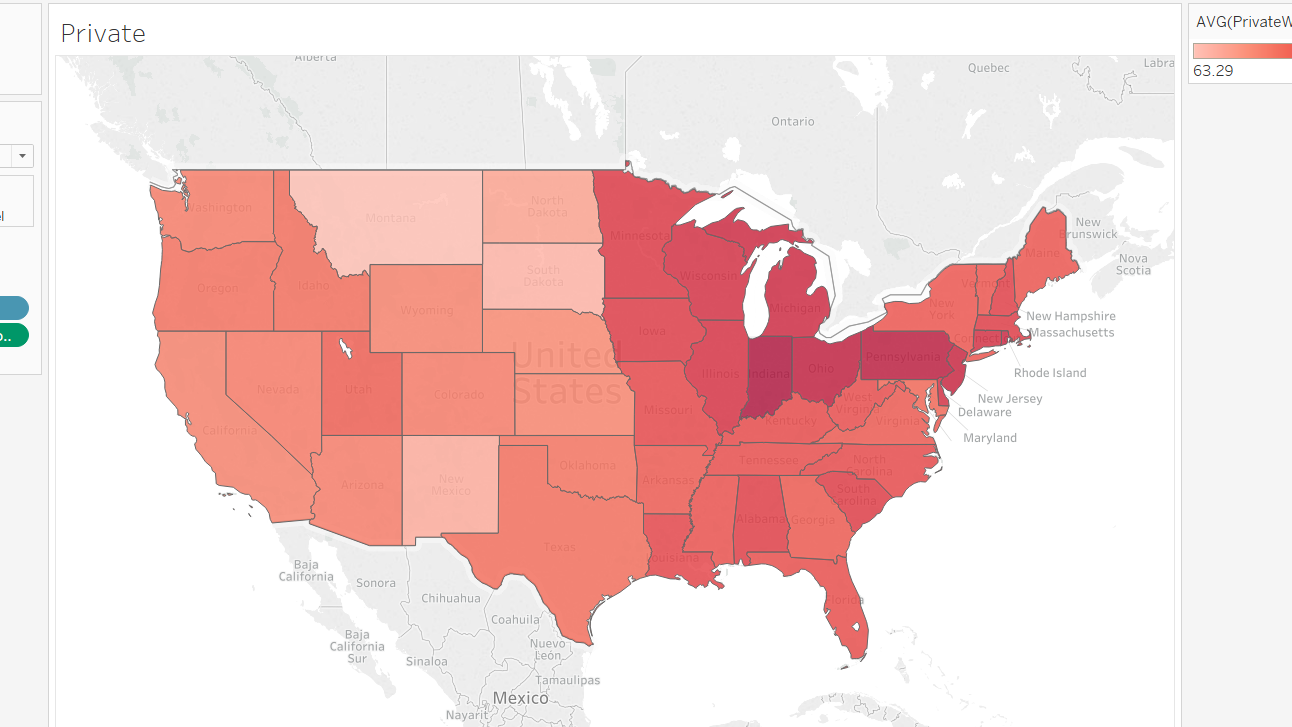 Private
AVG(PrivateW
63.29
Alberta
Quebec
Labra
Ontario
Washington
Montana
North
Dakota
Minnesota
Maine
New
Brunswick
Nova
Scotia
South
Dakota
Oregon
Idaho
Wyoming
Wisconsin
Michigan
New
York
Vermont
New Hampshire
Massachusetts
Iowa
Connecti
Rhode Island
United
States
Nevada
Utah
Colorado
Illinois
Indiana
Ohio
Pennsylvania
New Jersey
Delaware
Maryland
California
Missouri
West
Virginia
Virginia
Kentucky
Arizona
New
Mexico
Oklahoma
Arkansas
Tennessee
North
Carolina
South
Carolina
Texas
Louisiana
Alabama
Georgia
Florida
Baja
California
Sonora
Chihuahua
Coahuila
Baja
California
Sur
Sinaloa
Nuevo
León
Tamaulipas
Mexico
Nayarit